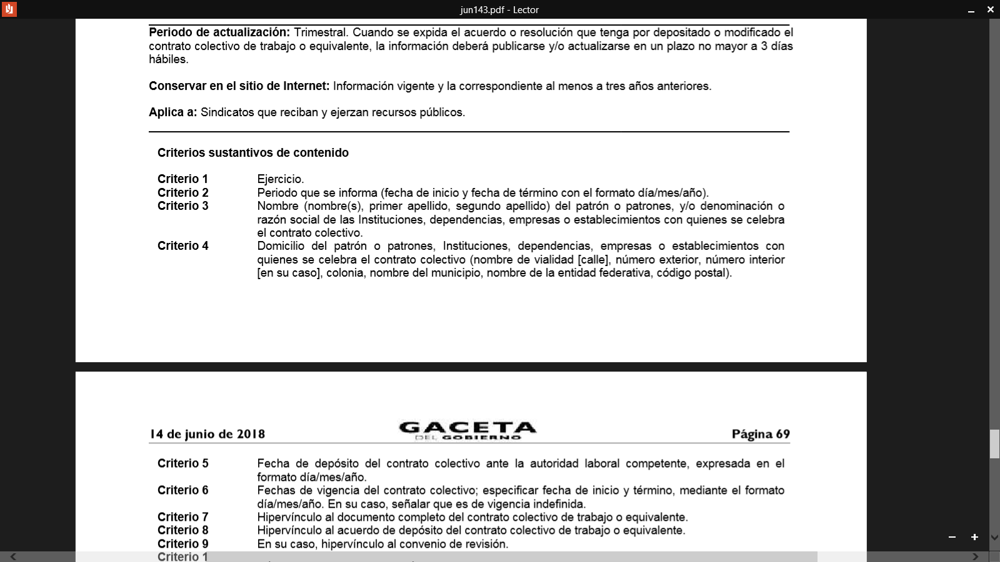 jun143.pdf - Lector
Periodo de actualización: Trimestral. Cuando se expida el acuerdo o resolución que tenga por depositado o modificado el
contrato colectivo de trabajo o equivalente, la información deberá publicarse y/o actualizarse en un plazo no mayor a 3 días
hábiles.
Conservar en el sitio de Internet: Información vigente y la correspondiente al menos a tres años anteriores.
Aplica a: Sindicatos que reciban y ejerzan recursos públicos.
Criterios sustantivos de contenido
Criterio 1 Ejercicio.
Criterio 2 Periodo que se informa (fecha de inicio y fecha de término con el formato día/mes/año).
Criterio 3 Nombre (nombre(s), primer apellido, segundo apellido) del patrón o patrones, y/o denominación o
razón social de las Instituciones, dependencias, empresas o establecimientos con quienes se celebra
el contrato colectivo.
Criterio 4 Domicilio del patrón o patrones, Instituciones, dependencias, empresas o establecimientos con
quienes se celebra el contrato colectivo (nombre de vialidad [calle], número exterior, número interior
[en su caso], colonia, nombre del municipio, nombre de la entidad federativa, código postal).
14 de junio de 2018 GACETA DEL GOBIERNO Página 69
Criterio 5 Fecha de depósito del contrato colectivo ante la autoridad laboral competente, expresada en el
formato día/mes/año.
Criterio 6 Fechas de vigencia del contrato colectivo; especificar fecha de inicio y término, mediante el formato
día/mes/año. En su caso, señalar que es de vigencia indefinida.
Criterio 7 Hipervínculo al documento completo del contrato colectivo de trabajo o equivalente.
Criterio 8 Hipervínculo al acuerdo de depósito del contrato colectivo de trabajo o equivalente.
Criterio 9 En su caso, hipervínculo al convenio de revisión.
Criterio 1